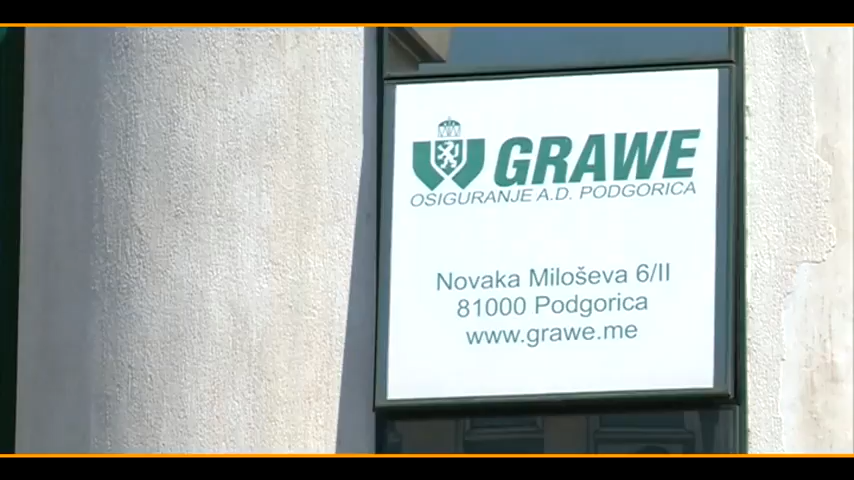 GRAWE
OSIGURANJE A.D. PODGORICA
Novaka Miloševa 6/II
81000 Podgorica
www.grawe.me